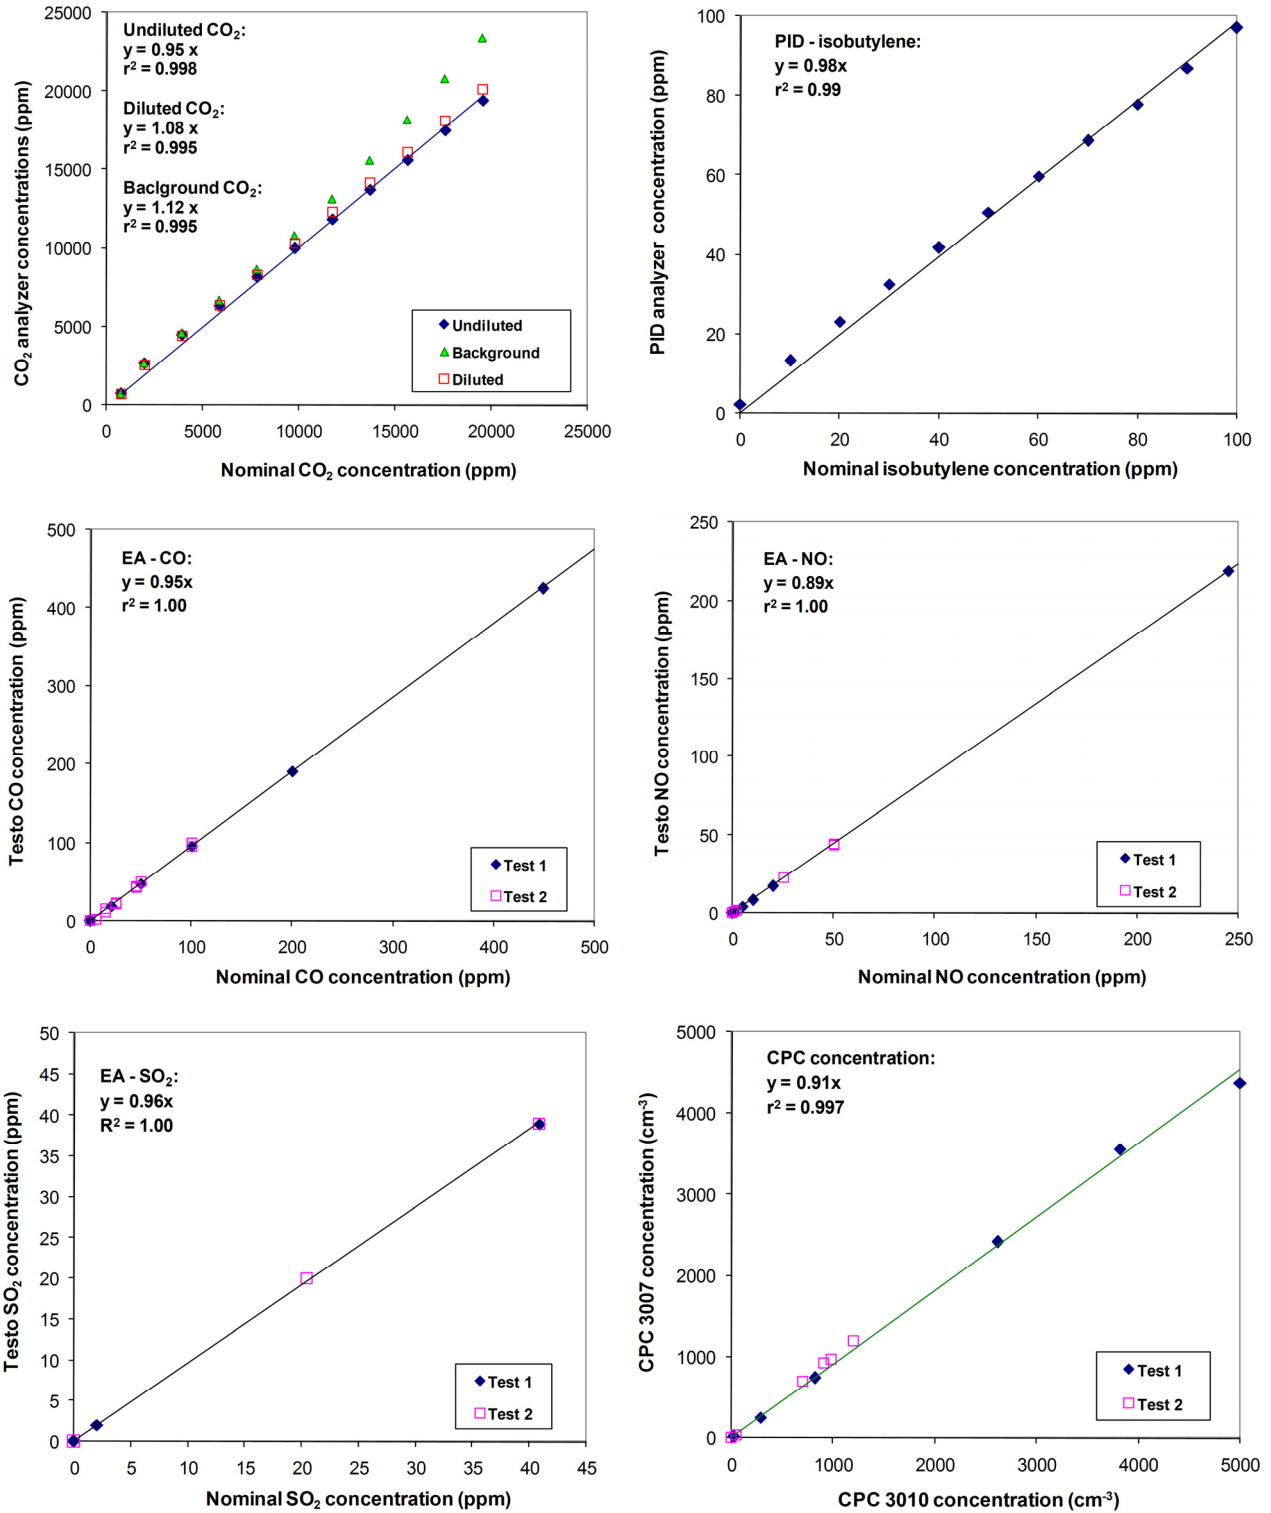 Undiluted CO₂:
y = 0.95 x
r² = 0.998
Diluted CO₂:
y = 1.08 x
r² = 0.995
Baclground CO₂:
y = 1.12 x
r² = 0.995
25000
20000
15000
10000
5000
0
0 5000 10000 15000 20000 25000
CO₂ analyzer concentrations (ppm)
Nominal CO₂ concentration (ppm)
Undiluted
Background
Diluted
PID - isobutylene:
y = 0.98x
r² = 0.99
100
80
60
40
20
0
0 20 40 60 80 100
PID analyzer concentration (ppm)
Nominal isobutylene concentration (ppm)
EA - CO:
y = 0.95x
r² = 1.00
500
400
300
200
100
0
0 100 200 300 400 500
Testo CO concentration (ppm)
Nominal CO concentration (ppm)
Test 1
Test 2
EA - NO:
y = 0.89x
r² = 1.00
250
200
150
100
50
0
0 50 100 150 200 250
Testo NO concentration (ppm)
Nominal NO concentration (ppm)
Test 1
Test 2
EA - SO₂:
y = 0.96x
R² = 1.00
50
45
40
35
30
25
20
15
10
5
0
0 5 10 15 20 25 30 35 40 45
Testo SO₂ concentration (ppm)
Nominal SO₂ concentration (ppm)
Test 1
Test 2
CPC concentration:
y = 0.91x
r² = 0.997
5000
4000
3000
2000
1000
0
0 1000 2000 3000 4000 5000
CPC 3007 concentration (cm⁻³)
CPC 3010 concentration (cm⁻³)
Test 1
Test 2